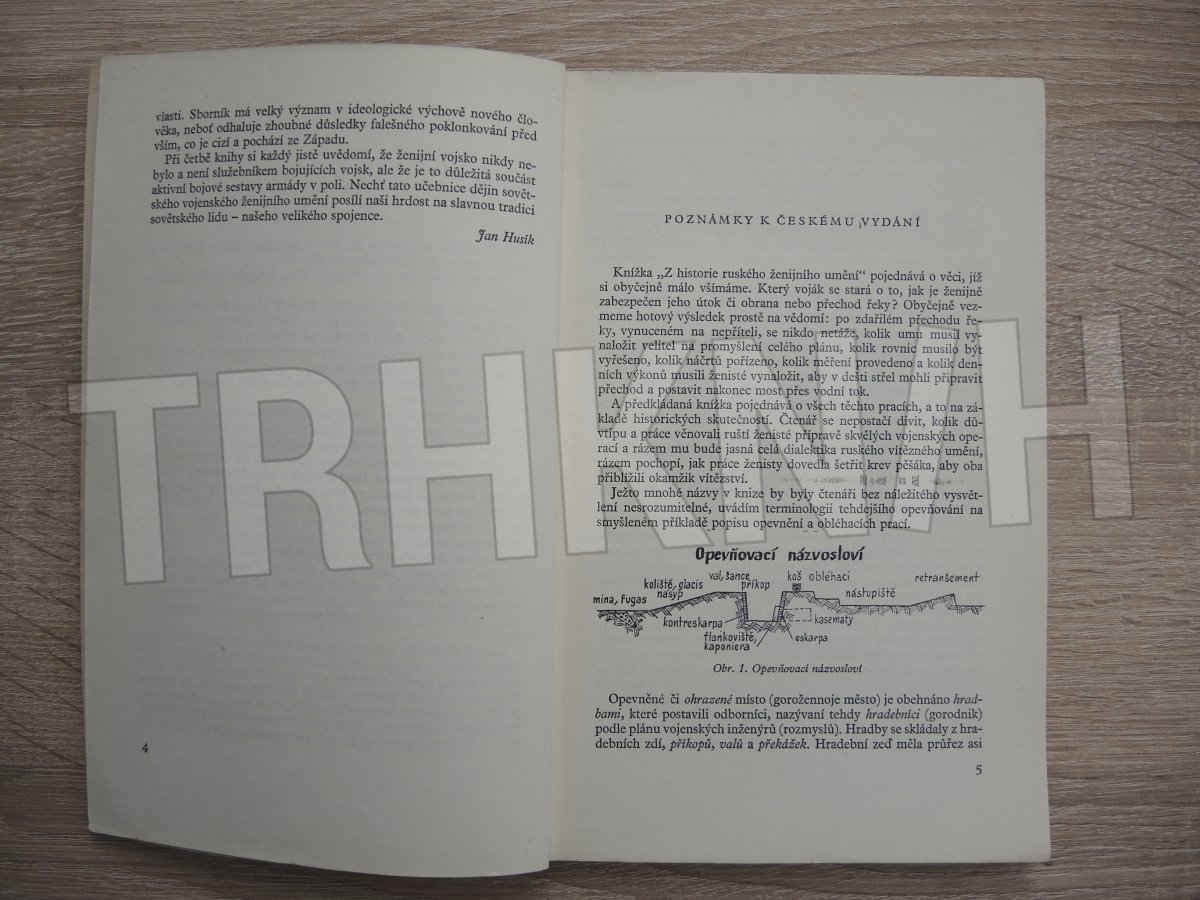 vlasti. Sborník má velký význam v ideologické výchově nového člo-
věka, neboť odhaluje zhoubné důsledky falešného poklonkování před
vším, co je cizí a pochází ze Západu.
Při četbě knihy si každý jistě uvědomí, že ženijní vojsko nikdy ne-
bylo a není služebníkem bojujících vojsk, ale že je to důležitá součást
aktivní bojové sestavy armády v poli. Nechť tato učebnice dějin sovět-
ského vojenského ženijního umění posílí naši hrdost na slavnou tradici
sovětského lidu – našeho velikého spojence.
Jan Husík
4
POZNÁMKY K ČESKÉMU VYDÁNÍ
Knížka „Z historie ruského ženijního umění“ pojednává o věci, jíž
si obyčejně málo všímáme. Který voják se stará o to, jak je ženijně
zabezpečen jeho útok či obrana nebo přechod řeky? Obyčejně vez-
meme hotový výsledek prostě na vědomí: po zdařilém přechodu ře-
ky, vynuceném na nepříteli, se nikdo netáže, kolik umu musil vy-
naložit velitel na promyšlení celého plánu, kolik rovnic musilo být
vyřešeno, kolik náčrtů pořízeno, kolik měření provedeno a kolik den-
ních výkonů musili ženisté vynaložit, aby v dešti střel mohli připravit
přechod a postavit nakonec most přes vodní tok.
A předkládaná knížka pojednává o všech těchto pracích, a to na zá-
kladě historických skutečností. Čtenář se nepostačí divit, kolik dů-
vtipu a práce věnovali ruští ženisté přípravě skvělých vojenských ope-
rací a rázem mu bude jasná celá dialektika ruského vítězného umění,
rázem pochopí, jak práce ženisty dovedla šetřit krev pěšáka, aby oba
přiblížili okamžik vítězství.
Ježto mnohé názvy v knize by byly čtenáři bez náležitého vysvět-
lení nesrozumitelné, uvádím terminologii tehdejšího opevňování na
smyšleném příkladě popisu opevnění a obléhacích prací.
Opevňovací názvosloví
mina, fugas
koliště, glacis
násyp
val, šance
příkop
koš obléhací
nástupiště
retranšement
kontreskarpa
flankoviště,
kaponiera
eskarpa
kasematy
Obr. 1. Opevňovací názvosloví
Opevněné či ohrazené místo (gorožennoje město) je obehnáno hrad-
bami, které postavili odborníci, nazývaní tehdy hradebníci (gorodnik)
podle plánu vojenských inženýrů (rozmyslů). Hradby se skládaly z hra-
debních zdí, příkopů, valů a překážek. Hradební zeď měla průřez asi
5
TRH KNIH